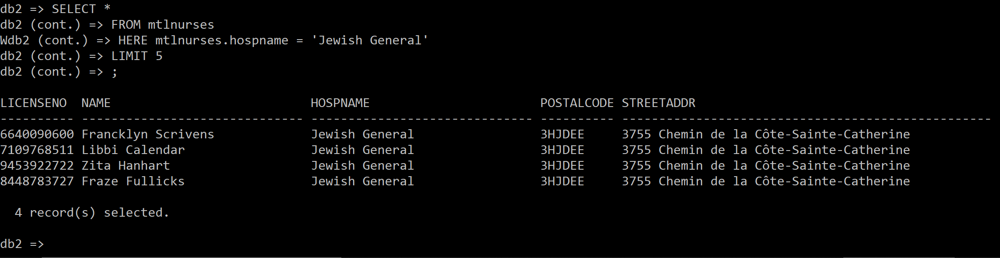 db2 => SELECT *
db2 (cont.) => FROM mtlnurses
Wdb2 (cont.) => HERE mtlnurses.hospname = 'Jewish General'
db2 (cont.) => LIMIT 5
db2 (cont.) => ;
LICENSENO  NAME                           HOSPNAME                       POSTALCODE STREETADDR
---------- ------------------------------ ------------------------------ ---------- --------------------------------------------------
6640090600 Francklyn Scrivens             Jewish General                 3HJDEE     3755 Chemin de la Côte-Sainte-Catherine
7109768511 Libbi Calendar                 Jewish General                 3HJDEE     3755 Chemin de la Côte-Sainte-Catherine
9453922722 Zita Hanhart                   Jewish General                 3HJDEE     3755 Chemin de la Côte-Sainte-Catherine
8448783727 Fraze Fullicks                 Jewish General                 3HJDEE     3755 Chemin de la Côte-Sainte-Catherine
  4 record(s) selected.
db2 =>